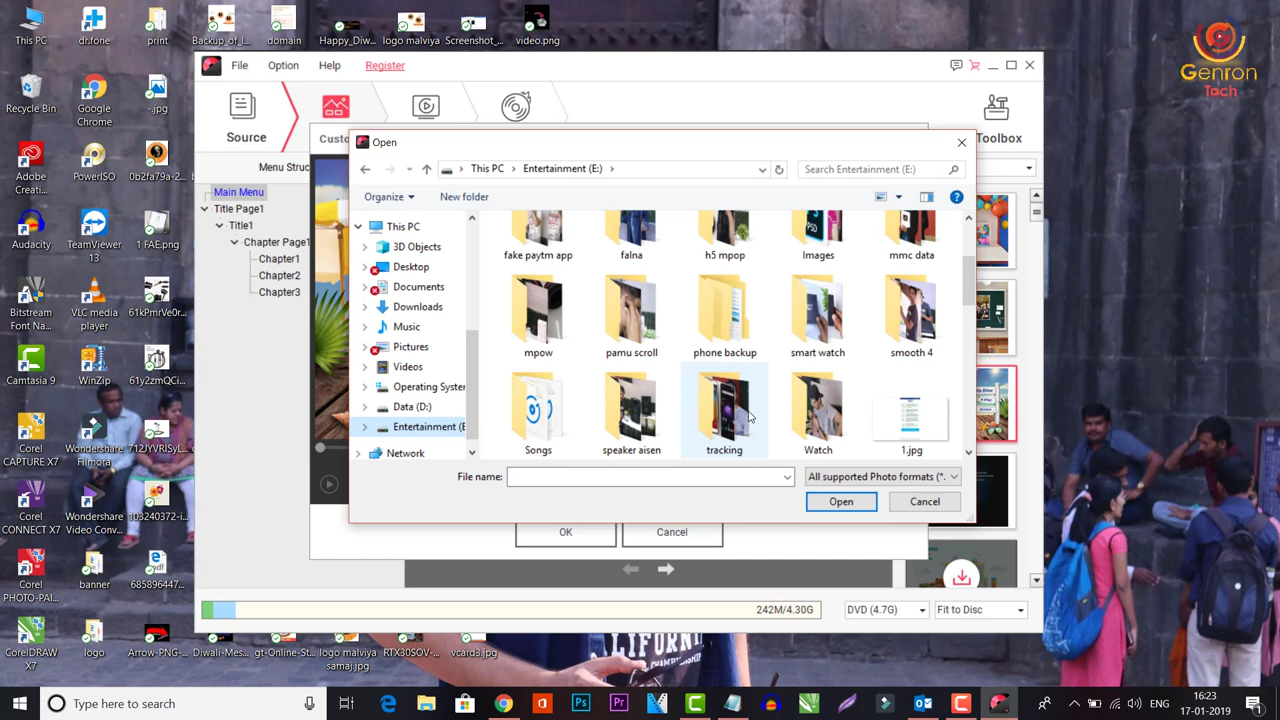 This PC
dr.fone
print
Backup_of_l...
domain
Happy_Diw...
logo malviya
Screenshot_...
video.png
Genron
Tech
File
Option
Help
Register
Recycle Bin
Google
Chrome
-.jpg
Source
Custo
Toolbox
Open
Menu Struc
This PC
Entertainment (E:)
Search Entertainment (E:)
Adobe
Creati...
PowerISO
0b2fa79a-2...
Main Menu
Organize
New folder
Title Page1
Title1
Chapter Page1
Chapter1
Chapter2
Chapter3
This PC
3D Objects
Desktop
Documents
Downloads
Music
Pictures
Videos
Operating Syster
Data (D:)
Entertainment (E
Network
fake paytm app
falna
h5 mpop
Images
mmc data
Audacity
TeamViewer
13
1 FAE.png
Bitstream
Font Na...
VLC media
player
61kPmrVe0r...
mpow
pamu scroll
phone backup
smart watch
smooth 4
Camtasia 9
WinZip
61y2zmQCi...
Songs
speaker aisen
tracking
Watch
1.jpg
Corel
CAPTURE X7
Wondershare
Filmora
712JYVRISyL...
File name:
All supported Photo formats (*.
Open
Cancel
Corel
CONNECT X7
Wondershare
Video Conv...
103240372-i...
OK
Cancel
Corel
PHOTO-PAI...
banner
685896447...
242M/4.30G
DVD (4.7G)
Fit to Disc
CorelDRAW
X7
logo
Arrow-PNG-...
Diwali-Mes...
gt-Online-St...
logo malviya
samaj.jpg
RTX30SOV-...
vcard3.jpg
Type here to search
ENG
16:23
17-01-2019